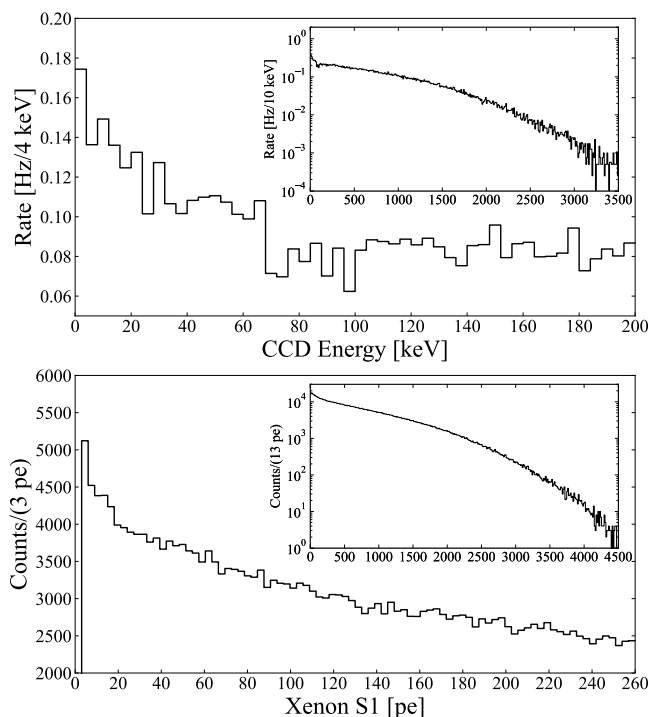 0.20
0.18
0.16
0.14
0.12
0.10
0.08
0.06
Rate [Hz/4 keV]
0 20 40 60 80 100 120 140 160 180 200
CCD Energy [keV]
10⁰
10⁻¹
10⁻²
10⁻³
10⁻⁴
Rate [Hz/10 keV]
0 500 1000 1500 2000 2500 3000 3500
6000
5500
5000
4500
4000
3500
3000
2500
2000
Counts/(3 pe)
0 20 40 60 80 100 120 140 160 180 200 220 240 260
Xenon S1 [pe]
10⁴
10³
10²
10¹
10⁰
Counts/(13 pe)
0 500 1000 1500 2000 2500 3000 3500 4000 4500